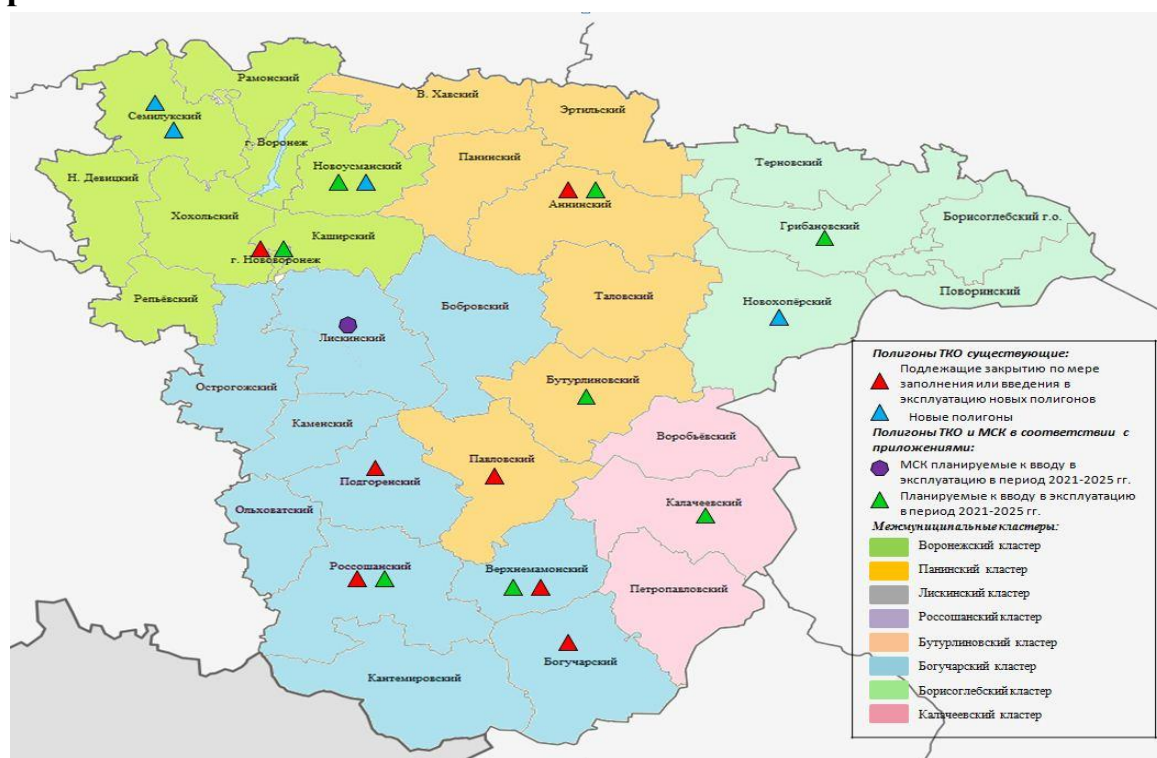 Рамонский
В. Хавский
Эртильский
Семилукский
г. Воронеж
Новоусманский
Панинский
Терновский
Н. Девицкий
Аннинский
Хохольский
Каширский
Грибановский
Борисоглебский г.о.
г. Нововоронеж
Поворинский
Репьёвский
Бобровский
Таловский
Новохопёрский
Лискинский
Острогожский
Бутурлиновский
Каменский
Воробьёвский
Павловский
Подгоренский
Калачеевский
Ольховатский
Россошанский
Верхнемамонский
Петропавловский
Богучарский
Кантемировский
Полигоны ТКО существующие:
Подлежащие закрытию по мере
заполнения или введения в
эксплуатацию новых полигонов
Новые полигоны
Полигоны ТКО и МСК в соответствии с
приложениями:
МСК планируемые к вводу в
эксплуатацию в период 2021-2025 гг.
Планируемые к вводу в эксплуатацию
в период 2021-2025 гг.
Межмуниципальные кластеры:
Воронежский кластер
Панинский кластер
Лискинский кластер
Россошанский кластер
Бутурлиновский кластер
Богучарский кластер
Борисоглебский кластер
Калачеевский кластер